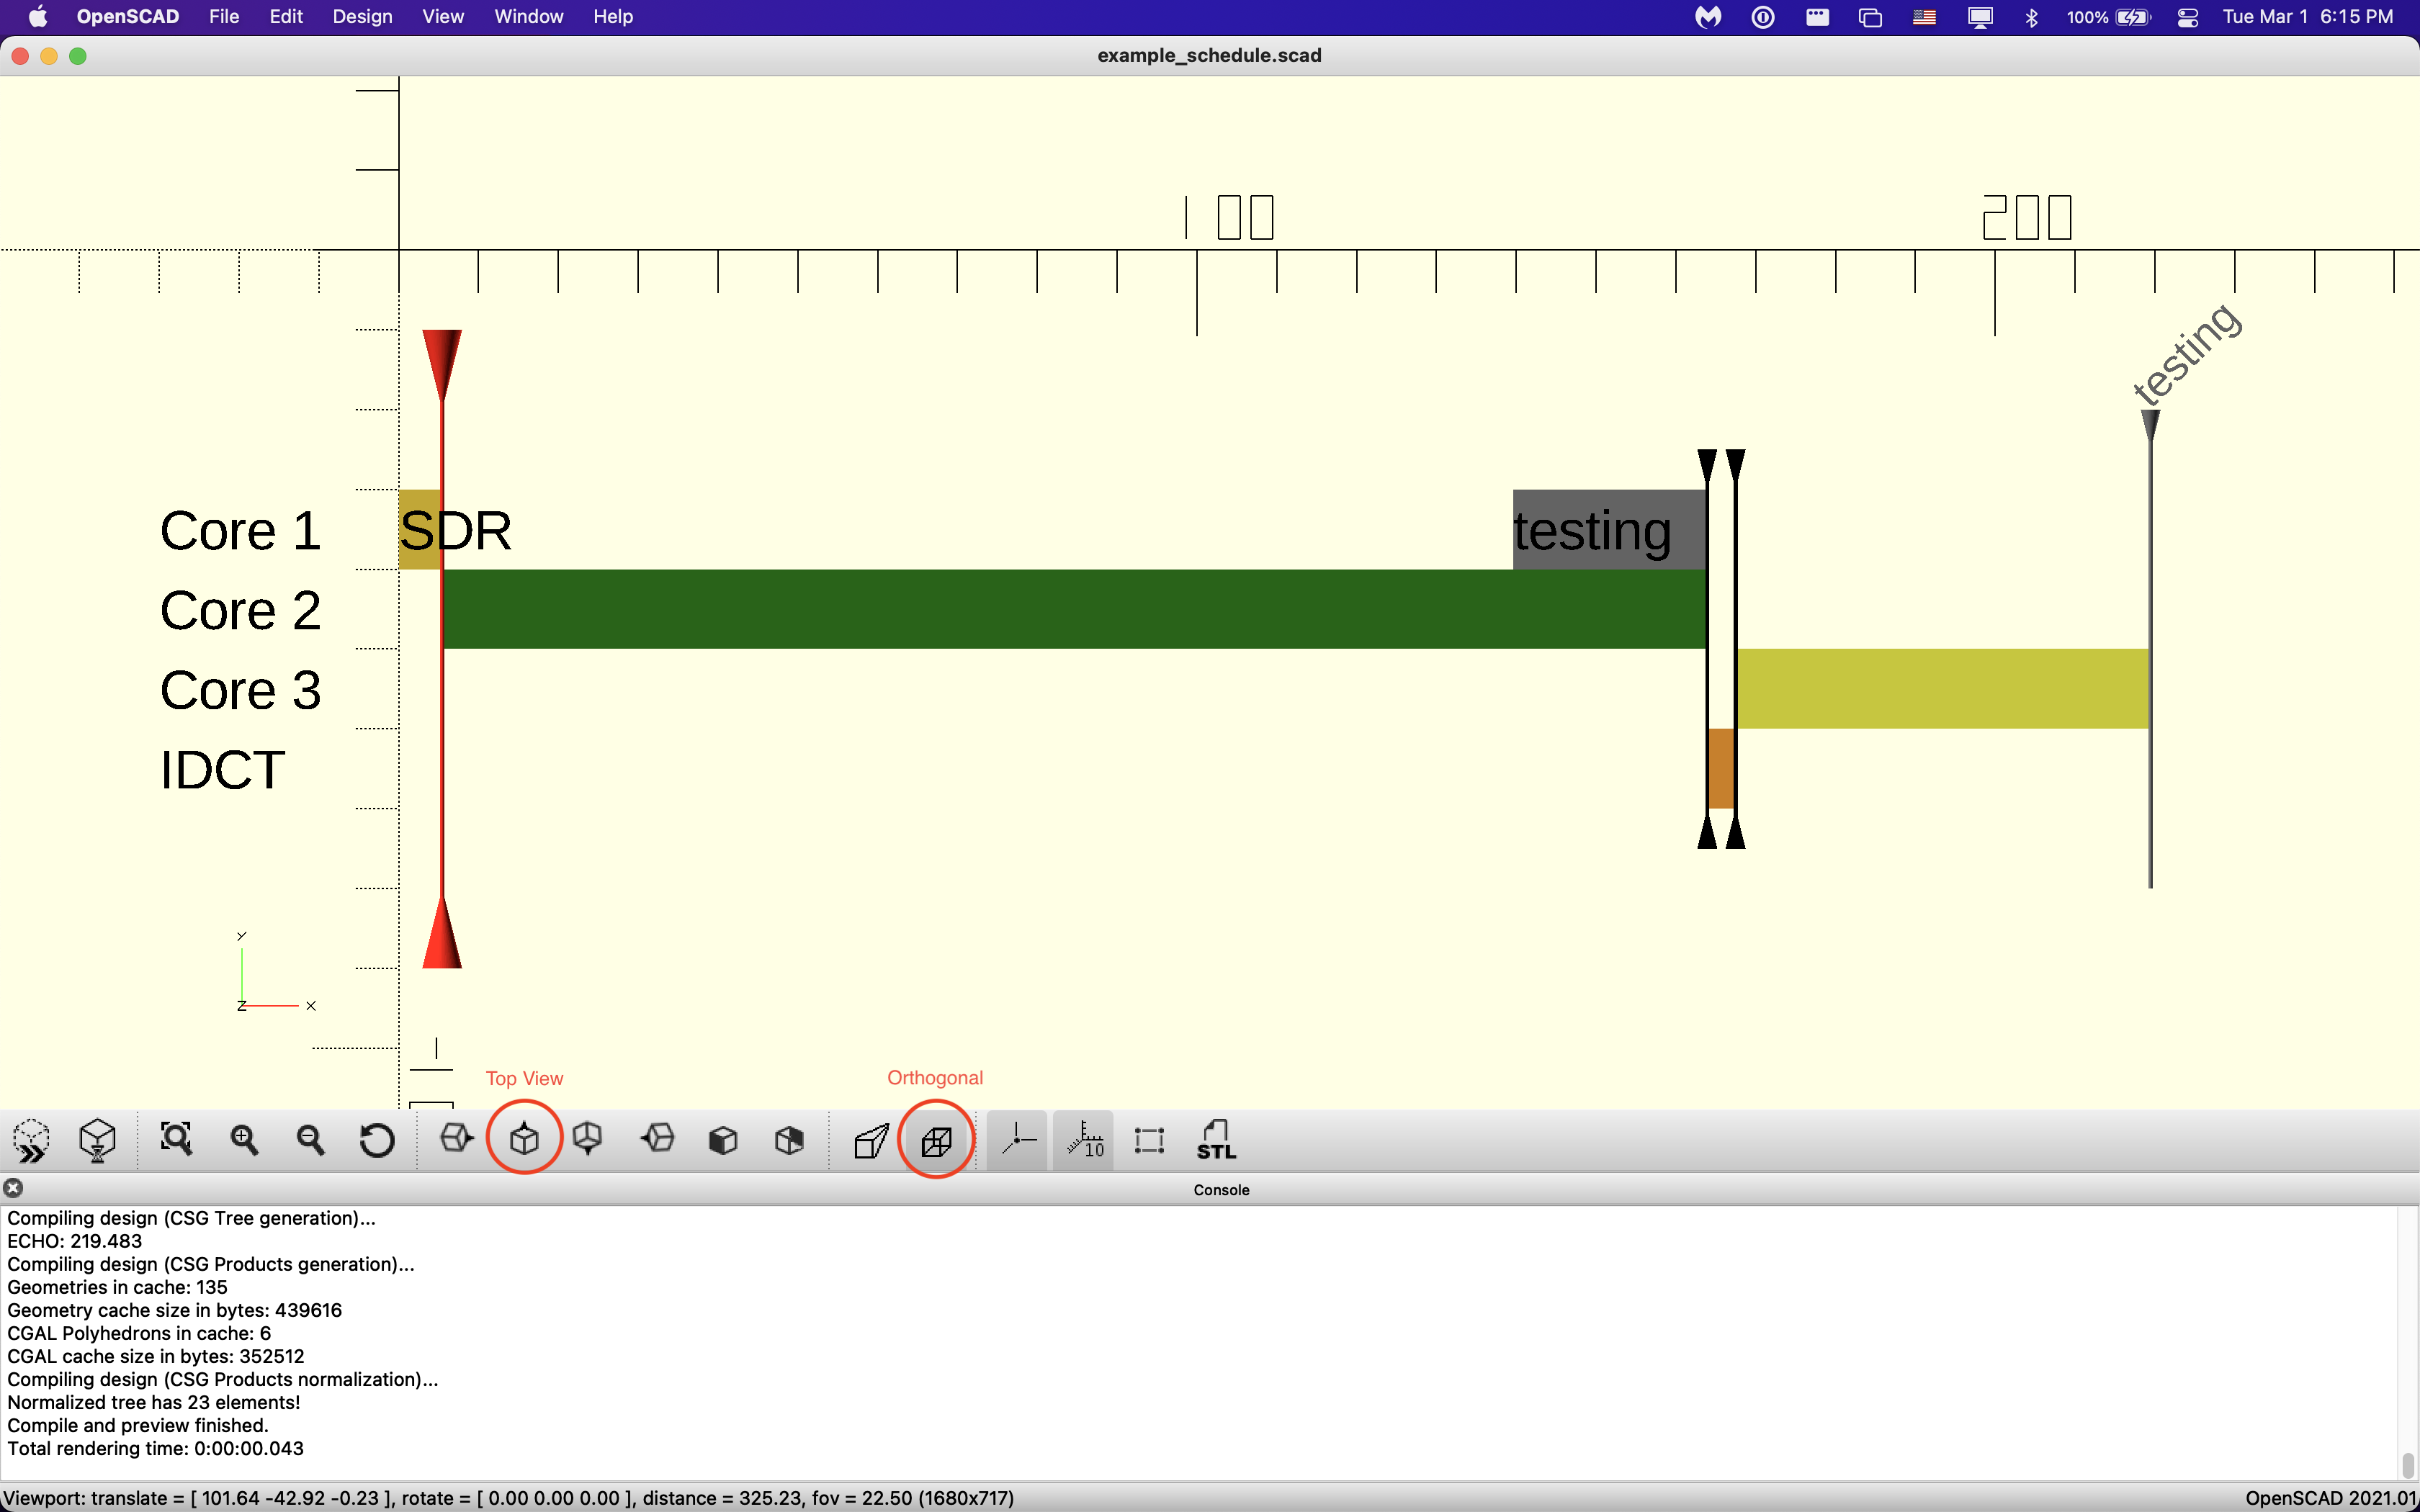 OpenSCAD File Edit Design View Window Help 100% Tue Mar 1 6:15 PM
example_schedule.scad
100 200
testing
Core 1 SDR testing
Core 2
Core 3
IDCT
Y
Z X
Top View Orthogonal
10 STL
Console
Compiling design (CSG Tree generation)...
ECHO: 219.483
Compiling design (CSG Products generation)...
Geometries in cache: 135
Geometry cache size in bytes: 439616
CGAL Polyhedrons in cache: 6
CGAL cache size in bytes: 352512
Compiling design (CSG Products normalization)...
Normalized tree has 23 elements!
Compile and preview finished.
Total rendering time: 0:00:00.043
Viewport: translate = [ 101.64 -42.92 -0.23 ], rotate = [ 0.00 0.00 0.00 ], distance = 325.23, fov = 22.50 (1680x717) OpenSCAD 2021.01